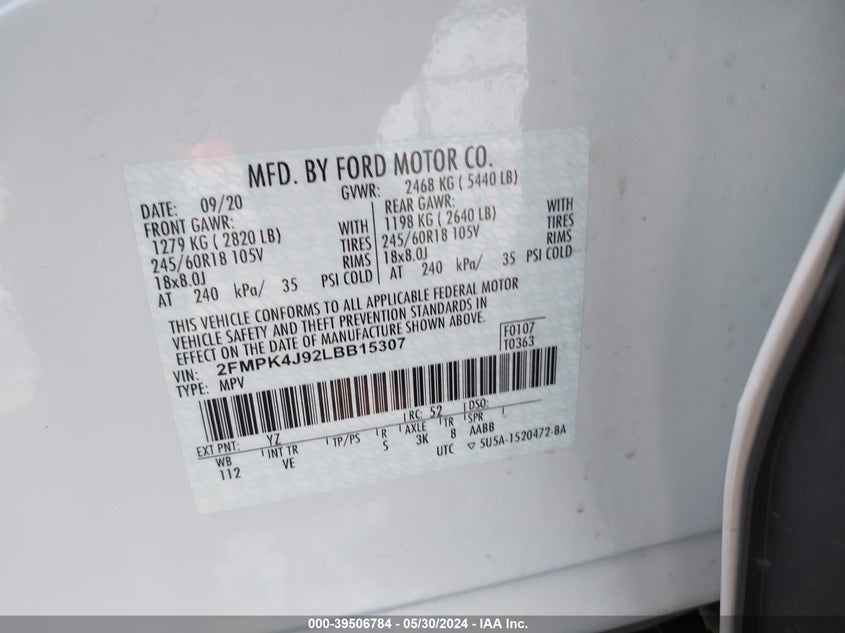 MFD. BY FORD MOTOR CO.
DATE: 09/20 GVWR: 2468 KG ( 5440 LB)
FRONT GAWR: REAR GAWR:
1279 KG ( 2820 LB) WITH 1198 KG ( 2640 LB) WITH
245/60R18 105V TIRES 245/60R18 105V TIRES
18x8.0J RIMS 18x8.0J RIMS
AT 240 kPa/ 35 PSI COLD AT 240 kPa/ 35 PSI COLD
THIS VEHICLE CONFORMS TO ALL APPLICABLE FEDERAL MOTOR
VEHICLE SAFETY AND THEFT PREVENTION STANDARDS IN
EFFECT ON THE DATE OF MANUFACTURE SHOWN ABOVE.
VIN: 2FMPK4J92LBB15307 F0107
TYPE: MPV T0363
EXT PNT: YZ RC: 52 DSO:
WB INT TR TP/PS R AXLE TR SPR
112 VE S 3K 8 AABB
UTC ▽ 5U5A-1520472-BA
000-39506784 - 05/30/2024 - IAA Inc.